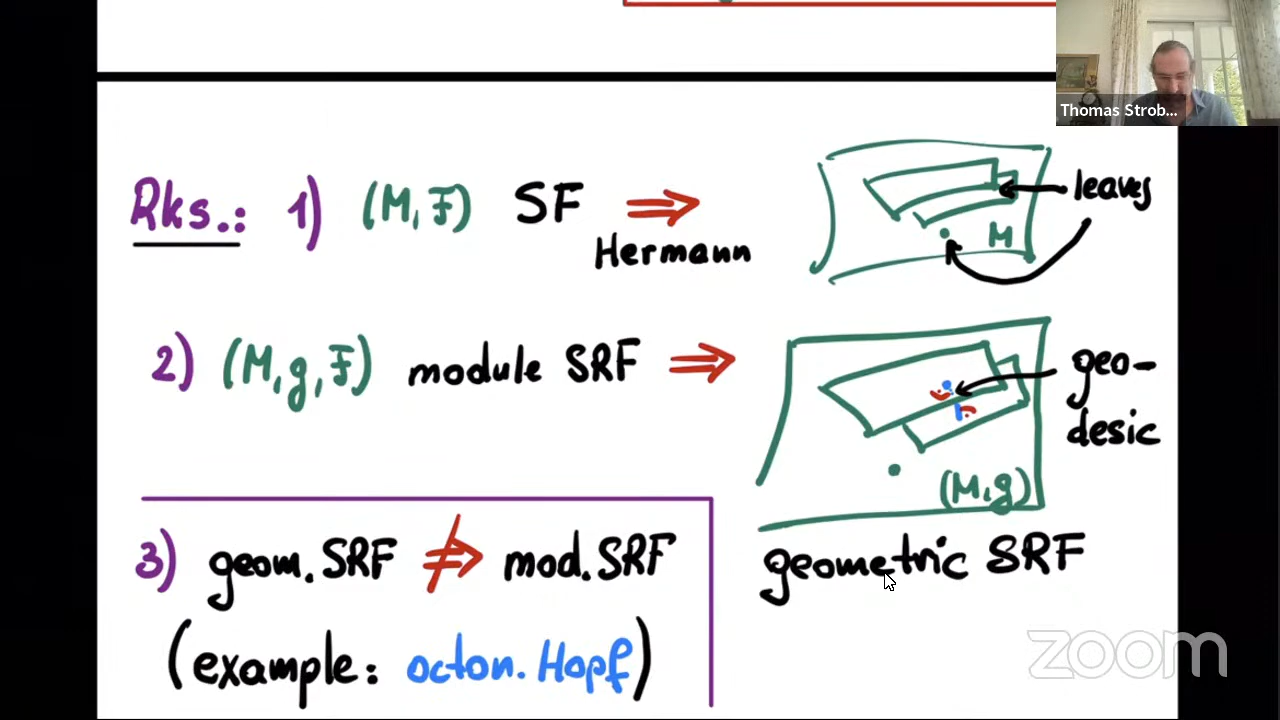 Thomas Strob...
Rks.: 1) (M, F) SF ⇒
Hermann
leaves
M
2) (M, g, F) module SRF ⇒
geo-
desic
(M, g)
geometric SRF
3) geom. SRF ⇏ mod. SRF
(example: octon. Hopf)
zoom